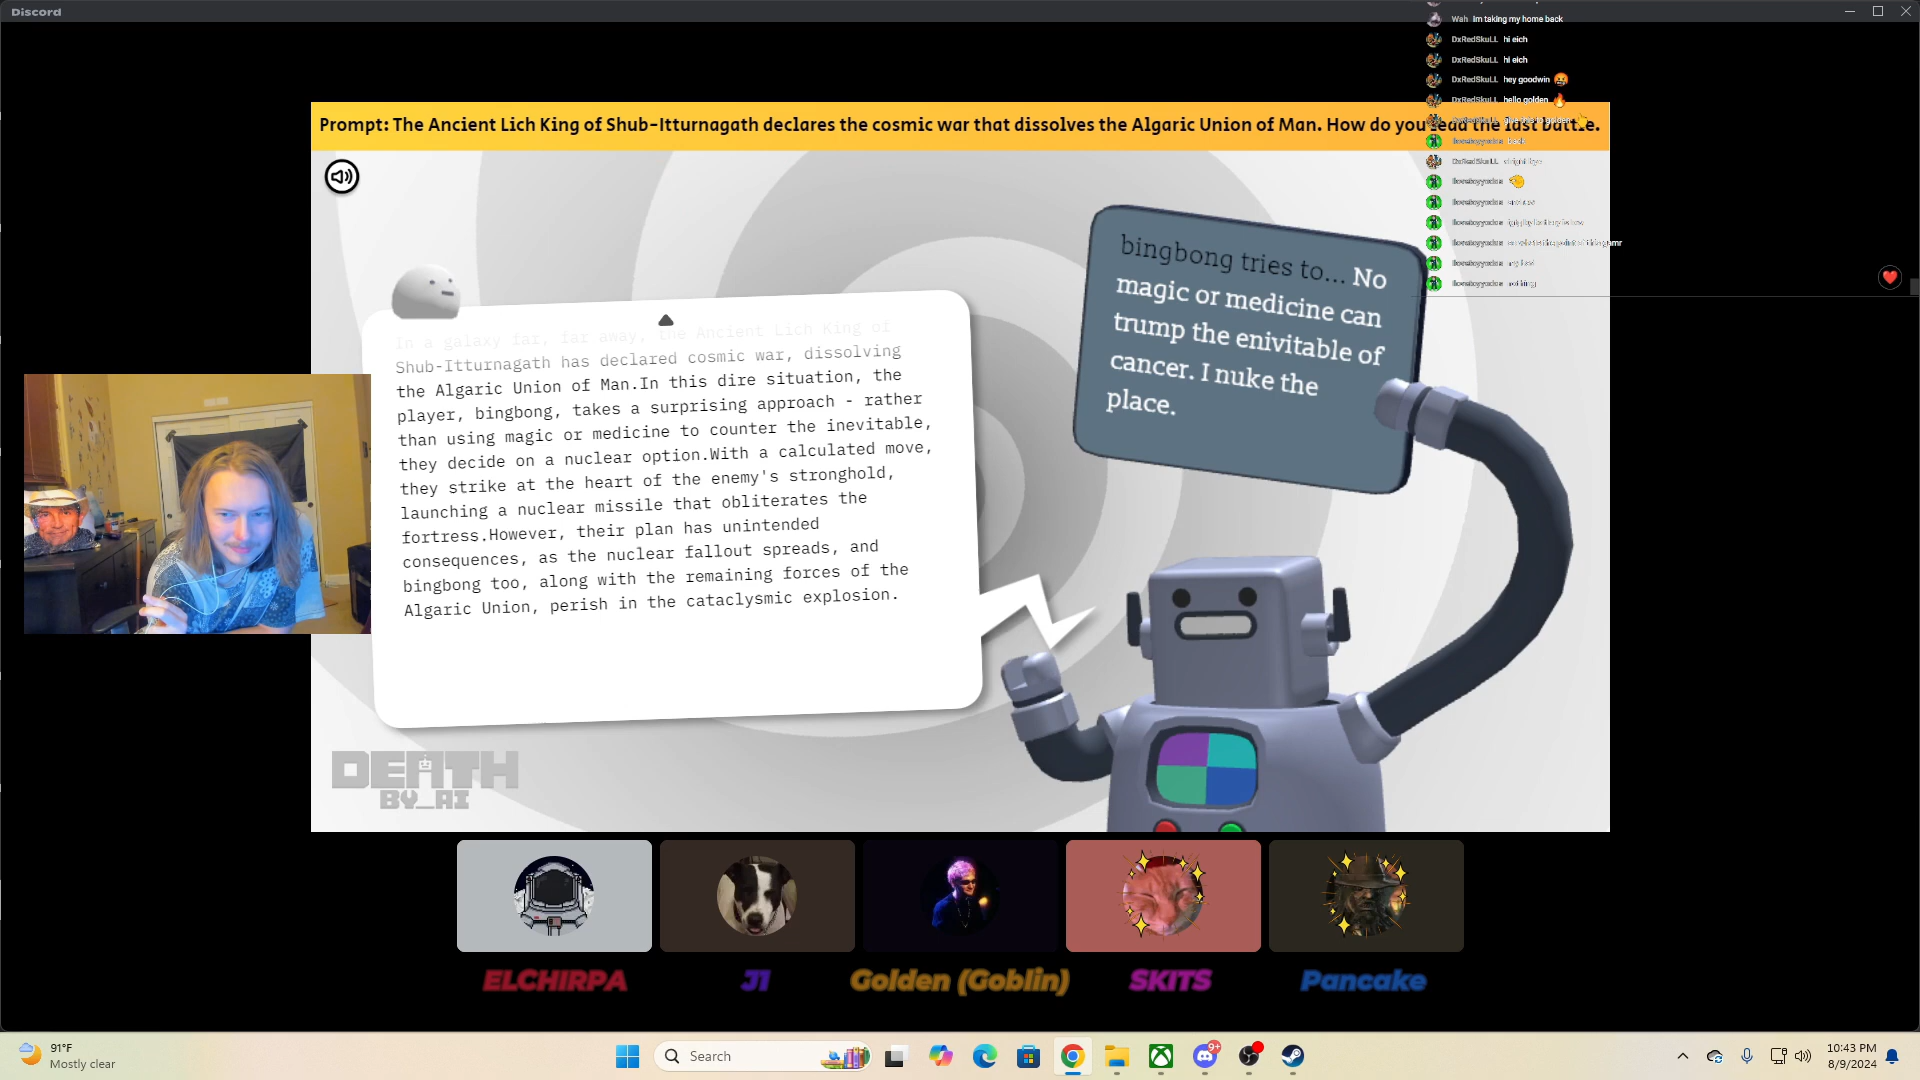 Discord
Wah Im taking my home back
DxRedSkuLL hi eich
DxRedSkuLL hi eich
DxRedSkuLL hey goodwin
DxRedSkuLL hello golden
Prompt: The Ancient Lich King of Shub-Itturnagath declares the cosmic war that dissolves the Algaric Union of Man. How do you lead the last battle.
bingbong tries to... No
magic or medicine can
trump the enivitable of
cancer. I nuke the
place.
In a galaxy far, far away, the Ancient Lich King of
Shub-Itturnagath has declared cosmic war, dissolving
the Algaric Union of Man.In this dire situation, the
player, bingbong, takes a surprising approach - rather
than using magic or medicine to counter the inevitable,
they decide on a nuclear option.With a calculated move,
they strike at the heart of the enemy's stronghold,
launching a nuclear missile that obliterates the
fortress.However, their plan has unintended
consequences, as the nuclear fallout spreads, and
bingbong too, along with the remaining forces of the
Algaric Union, perish in the cataclysmic explosion.
DEATH
BY_AI
ELCHIRPA
J1
Golden (Goblin)
SKITS
Pancake
91°F
Mostly clear
Search
9+
10:43 PM
8/9/2024